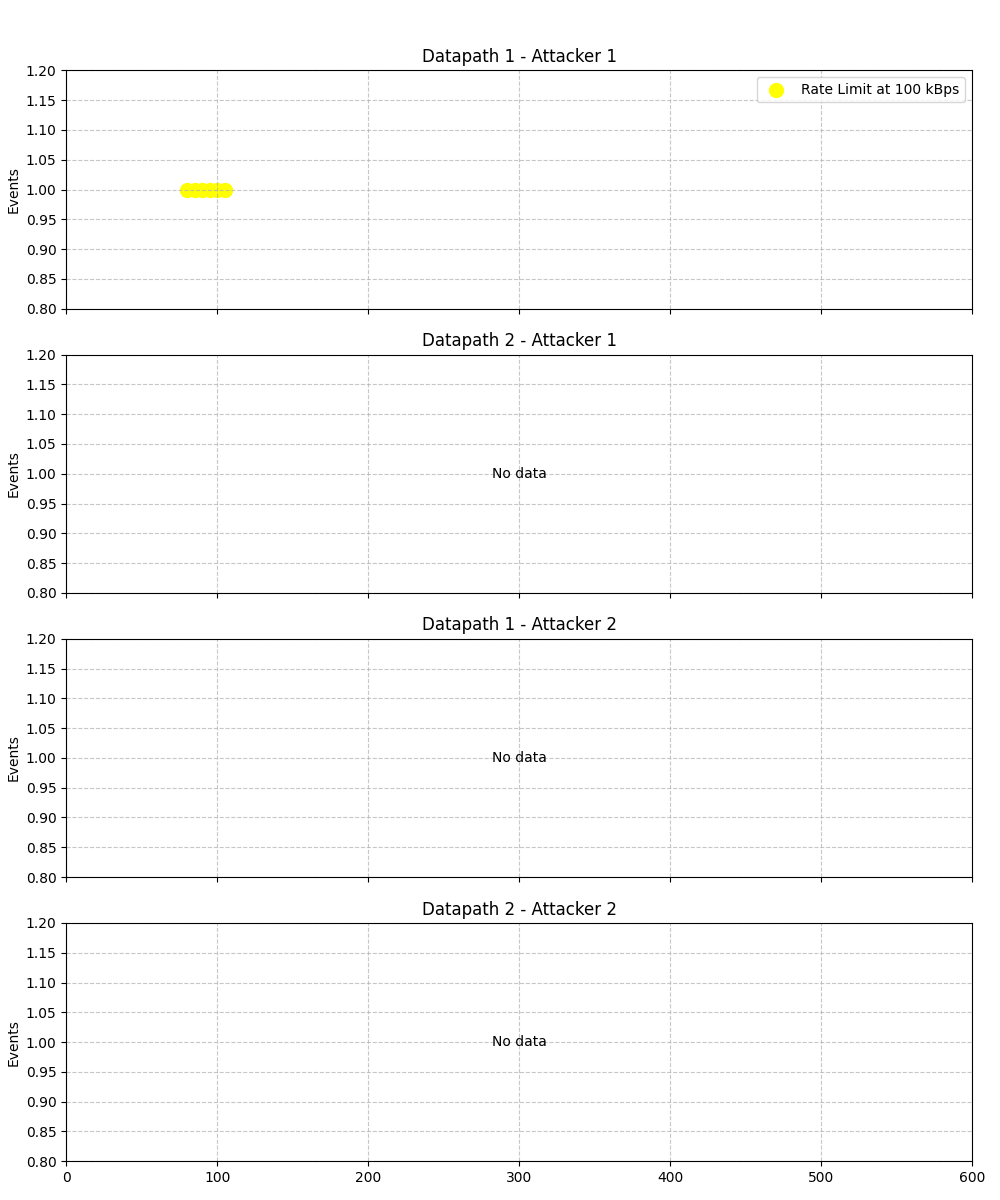 Datapath 1 - Attacker 1
1.20
1.15
1.10
1.05
1.00
0.95
0.90
0.85
0.80
Events
Rate Limit at 100 kBps
Datapath 2 - Attacker 1
1.20
1.15
1.10
1.05
1.00
0.95
0.90
0.85
0.80
Events
No data
Datapath 1 - Attacker 2
1.20
1.15
1.10
1.05
1.00
0.95
0.90
0.85
0.80
Events
No data
Datapath 2 - Attacker 2
1.20
1.15
1.10
1.05
1.00
0.95
0.90
0.85
0.80
Events
No data
0 100 200 300 400 500 600